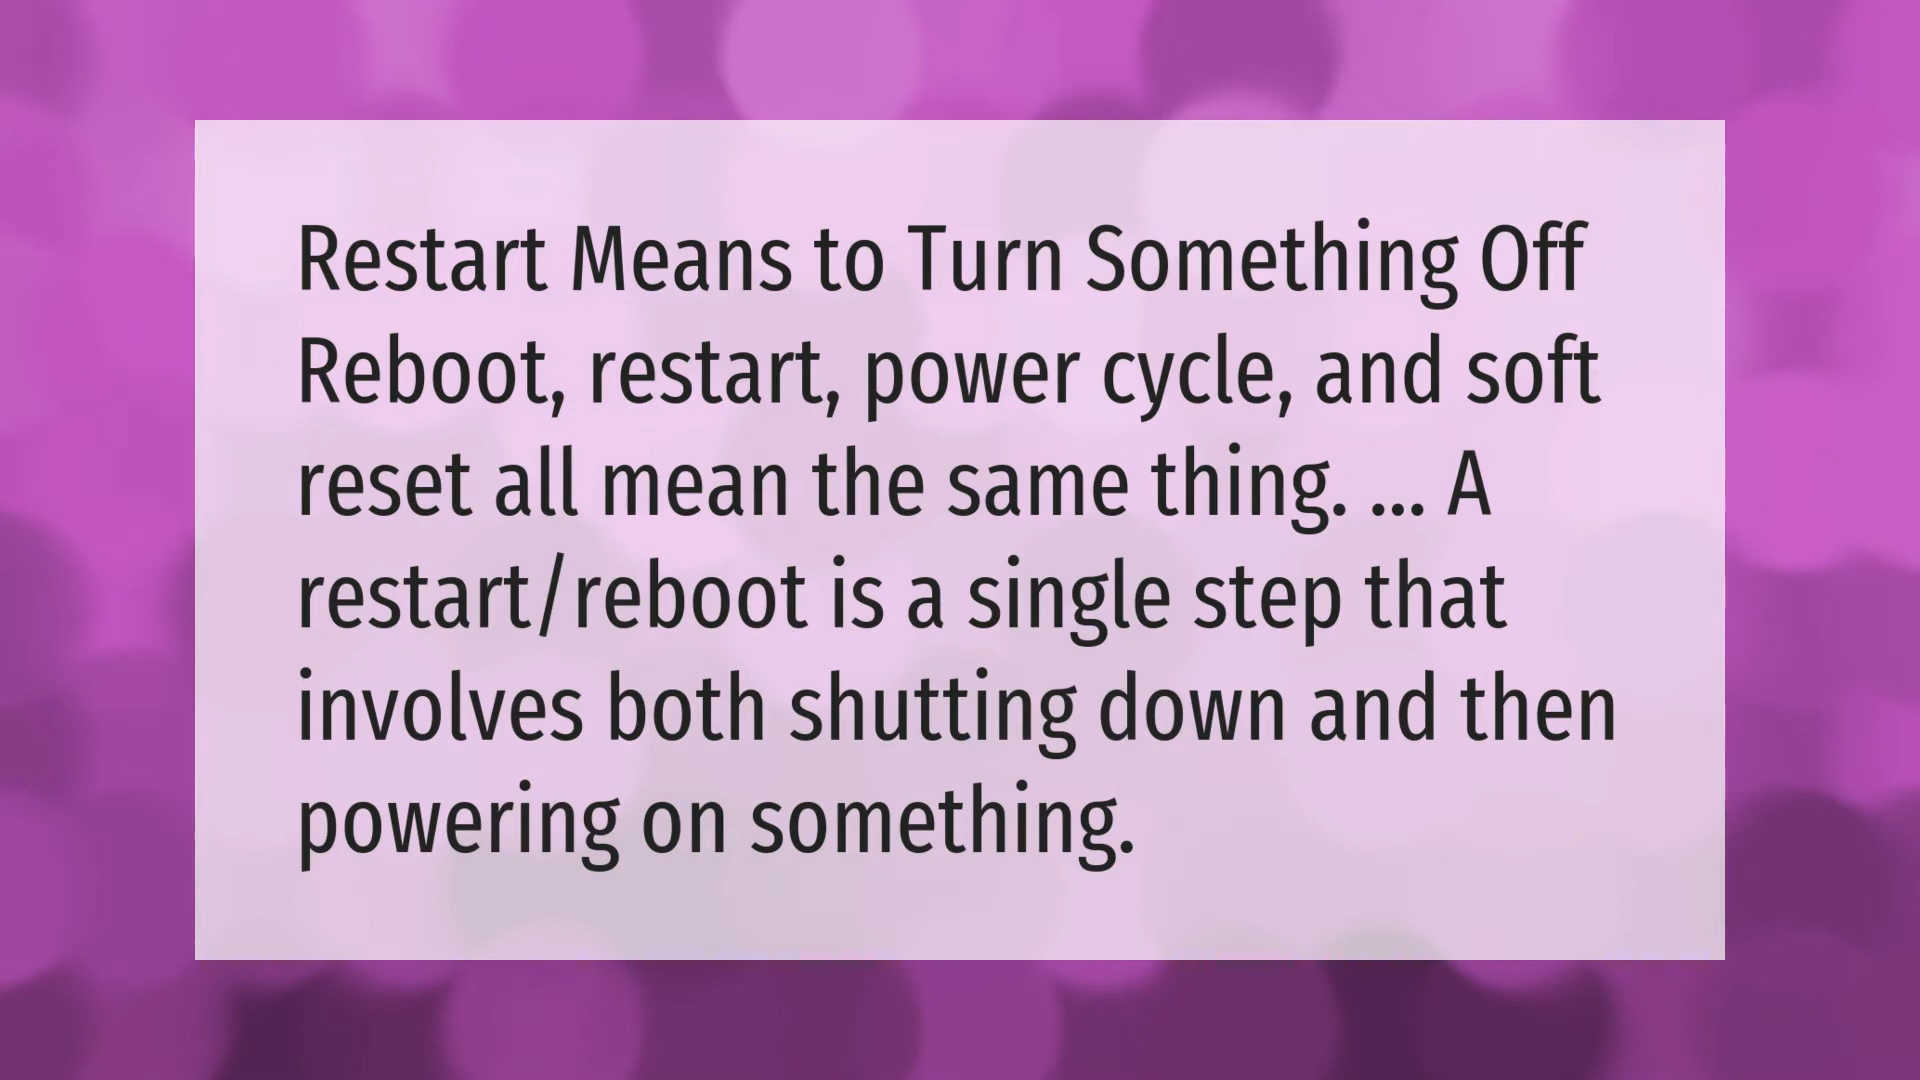 Restart Means to Turn Something Off
Reboot, restart, power cycle, and soft
reset all mean the same thing. ... A
restart/reboot is a single step that
involves both shutting down and then
powering on something.